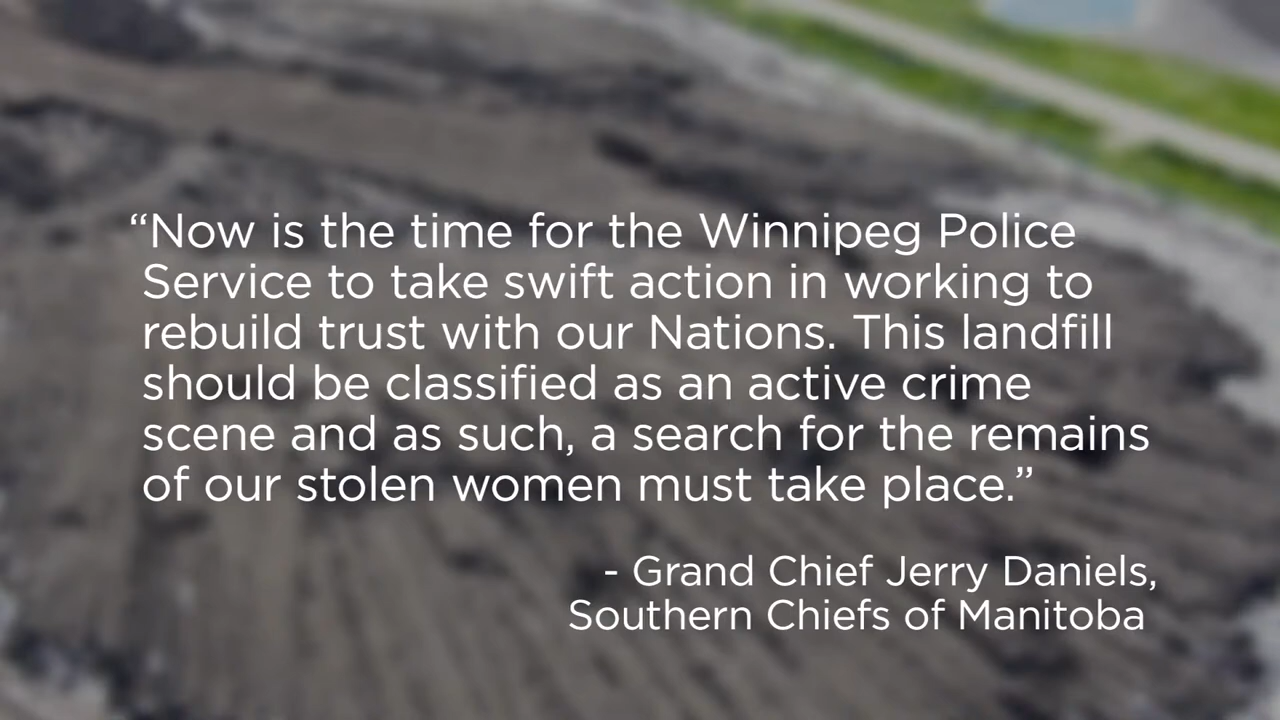 “Now is the time for the Winnipeg Police
Service to take swift action in working to
rebuild trust with our Nations. This landfill
should be classified as an active crime
scene and as such, a search for the remains
of our stolen women must take place.”
- Grand Chief Jerry Daniels,
Southern Chiefs of Manitoba